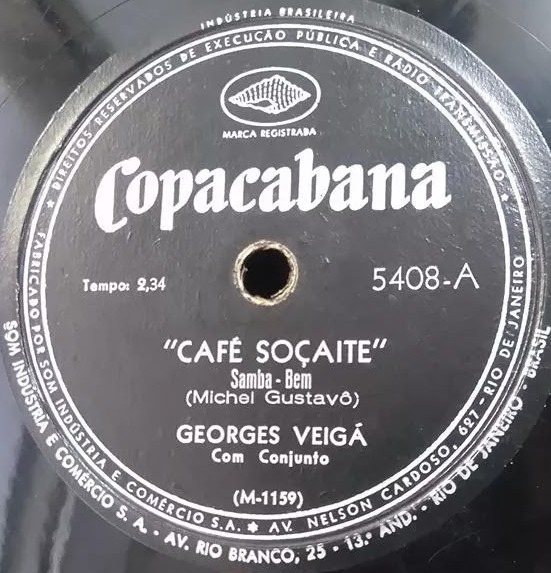 INDÚSTRIA BRASILEIRA
★ DIREITOS RESERVADOS DE EXECUÇÃO PÚBLICA E RÁDIO TRANSMISSÃO ★
MARCA REGISTRADA
Copacabana
Tempo: 2,34
5408-A
"CAFÉ SOÇAITE"
Samba-Bem
(Michel Gustavô)
GEORGES VEIGÁ
Com Conjunto
(M-1159)
FABRICADO POR SOM INDÚSTRIA E COMÉRCIO S.A. ★ AV. NELSON CARDOSO, 627 - RIO DE JANEIRO
SOM INDÚSTRIA E COMÉRCIO S. A. - AV. RIO BRANCO, 25 - 13.º AND. - RIO DE JANEIRO - BRASIL